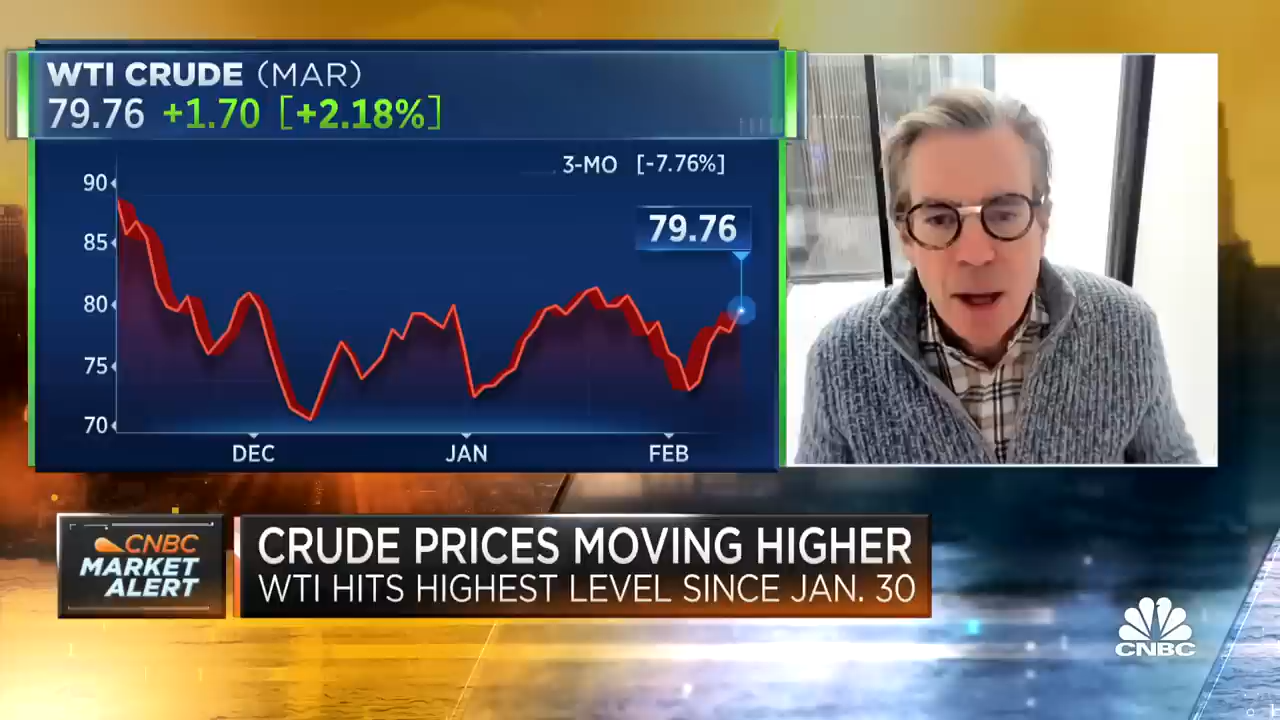 WTI CRUDE (MAR)
79.76 +1.70 [+2.18%]
3-MO [-7.76%]
90
85
80
75
70
79.76
DEC JAN FEB
CNBC
MARKET
ALERT
CRUDE PRICES MOVING HIGHER
WTI HITS HIGHEST LEVEL SINCE JAN. 30
CNBC